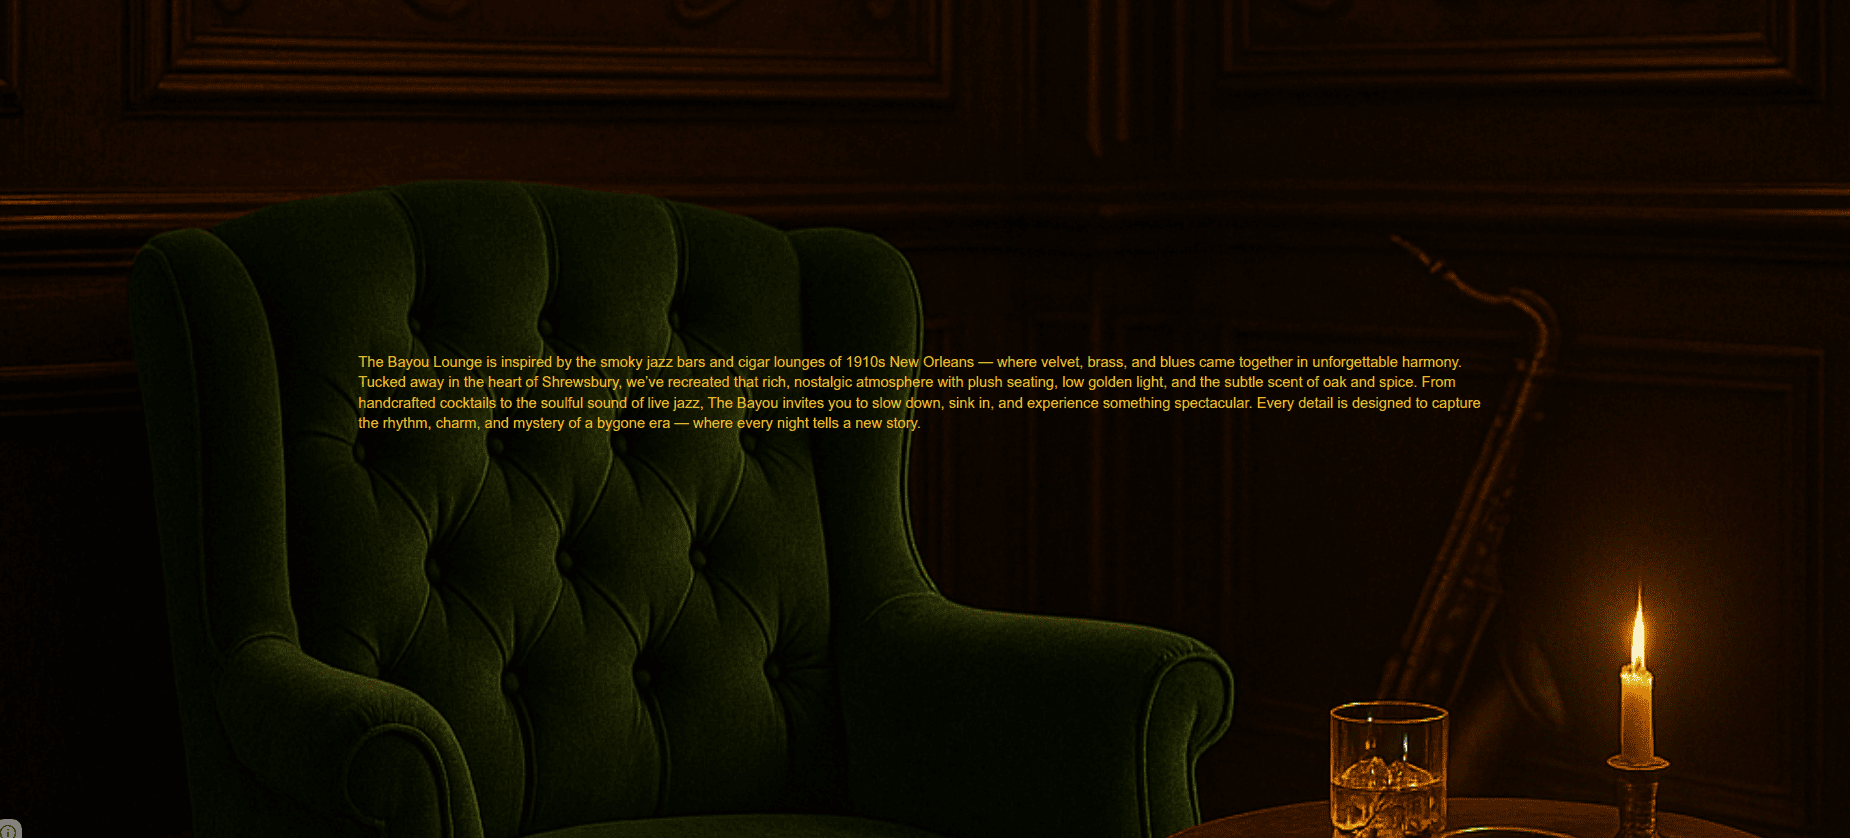 The Bayou Lounge is inspired by the smoky jazz bars and cigar lounges of 1910s New Orleans — where velvet, brass, and blues came together in unforgettable harmony.
Tucked away in the heart of Shrewsbury, we’ve recreated that rich, nostalgic atmosphere with plush seating, low golden light, and the subtle scent of oak and spice. From
handcrafted cocktails to the soulful sound of live jazz, The Bayou invites you to slow down, sink in, and experience something spectacular. Every detail is designed to capture
the rhythm, charm, and mystery of a bygone era — where every night tells a new story.